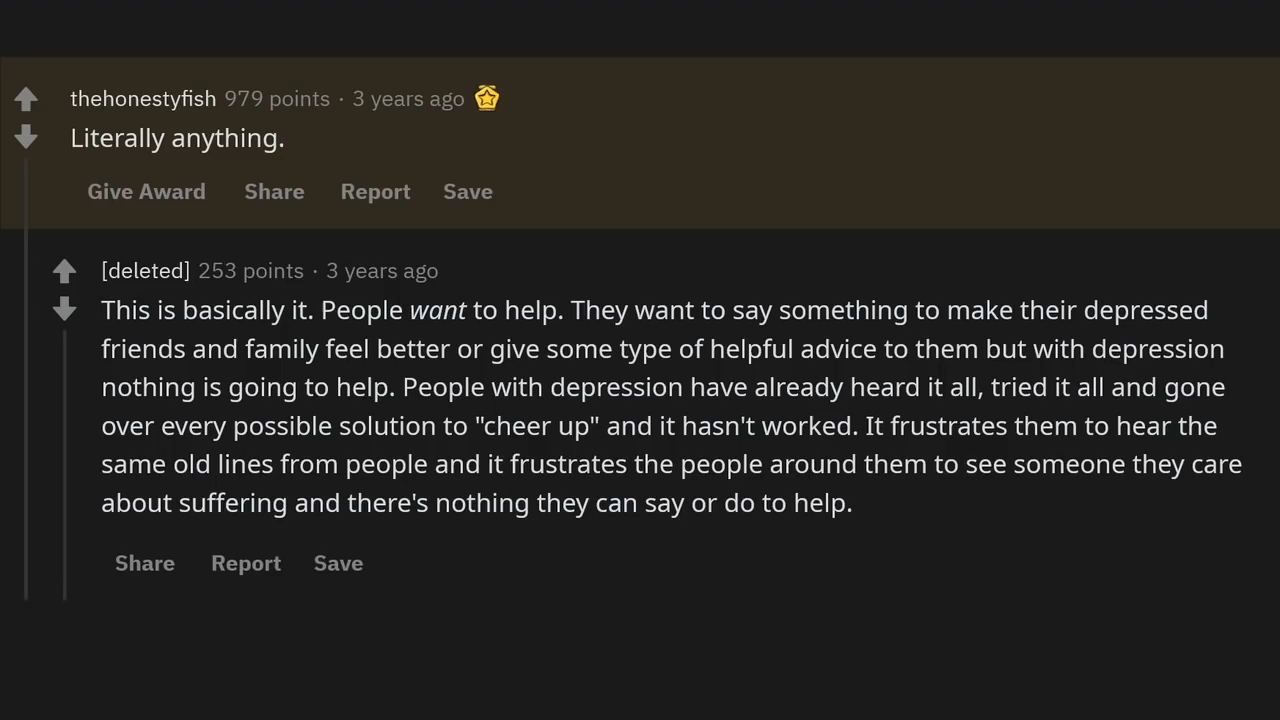 thehonestyfish 979 points · 3 years ago
Literally anything.
Give Award Share Report Save
[deleted] 253 points · 3 years ago
This is basically it. People want to help. They want to say something to make their depressed
friends and family feel better or give some type of helpful advice to them but with depression
nothing is going to help. People with depression have already heard it all, tried it all and gone
over every possible solution to "cheer up" and it hasn't worked. It frustrates them to hear the
same old lines from people and it frustrates the people around them to see someone they care
about suffering and there's nothing they can say or do to help.
Share Report Save